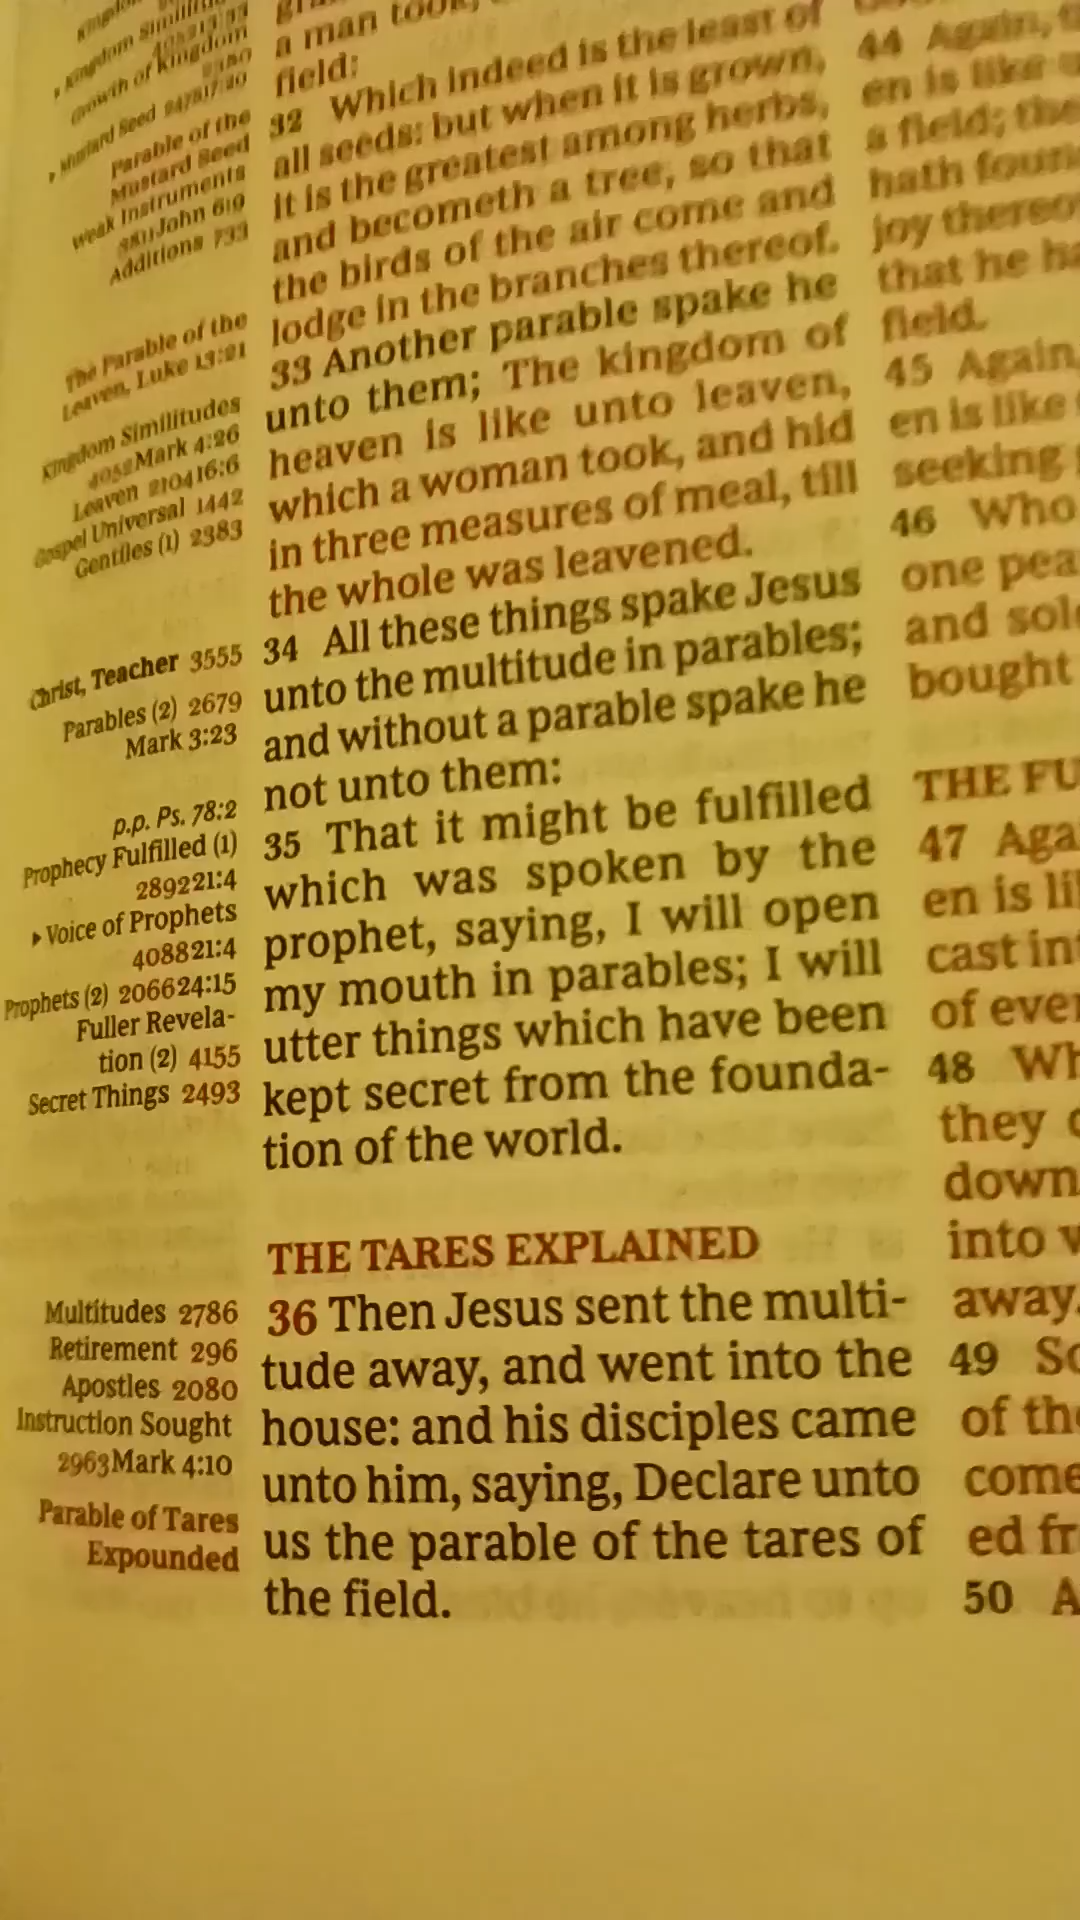 a man took,
field:
32 Which indeed is the least of
all seeds: but when it is grown,
it is the greatest among herbs,
and becometh a tree, so that
the birds of the air come and
lodge in the branches thereof.
33 Another parable spake he
unto them; The kingdom of
heaven is like unto leaven,
which a woman took, and hid
in three measures of meal, till
the whole was leavened.
34 All these things spake Jesus
unto the multitude in parables;
and without a parable spake he
not unto them:
35 That it might be fulfilled
which was spoken by the
prophet, saying, I will open
my mouth in parables; I will
utter things which have been
kept secret from the founda-
tion of the world.
THE TARES EXPLAINED
36 Then Jesus sent the multi-
tude away, and went into the
house: and his disciples came
unto him, saying, Declare unto
us the parable of the tares of
the field.
Growth of Kingdom
Mustard Seed
Parable of the
Mustard Seed
Weak Instruments
John 6:9
Additions 733
The Parable of the
Leaven, Luke 13:21
Kingdom Similitudes
4052 Mark 4:26
Leaven 2104 16:6
Gospel Universal 1442
Gentiles (1) 2383
Christ, Teacher 3555
Parables (2) 2679
Mark 3:23
p.p. Ps. 78:2
Prophecy Fulfilled (1)
2892 21:4
▸ Voice of Prophets
4088 21:4
Prophets (2) 2066 24:15
Fuller Revela-
tion (2) 4155
Secret Things 2493
Multitudes 2786
Retirement 296
Apostles 2080
Instruction Sought
2963 Mark 4:10
Parable of Tares
Expounded
44 Again,
en is like
a field; the
hath foun
joy thereo
that he ha
field.
45 Again,
en is like
seeking
46 Who
one pea
and sol
bought
THE FU
47 Aga
en is li
cast in
of ever
48 Wh
they
down,
into
away.
49 So
of the
come
ed fr
50 A